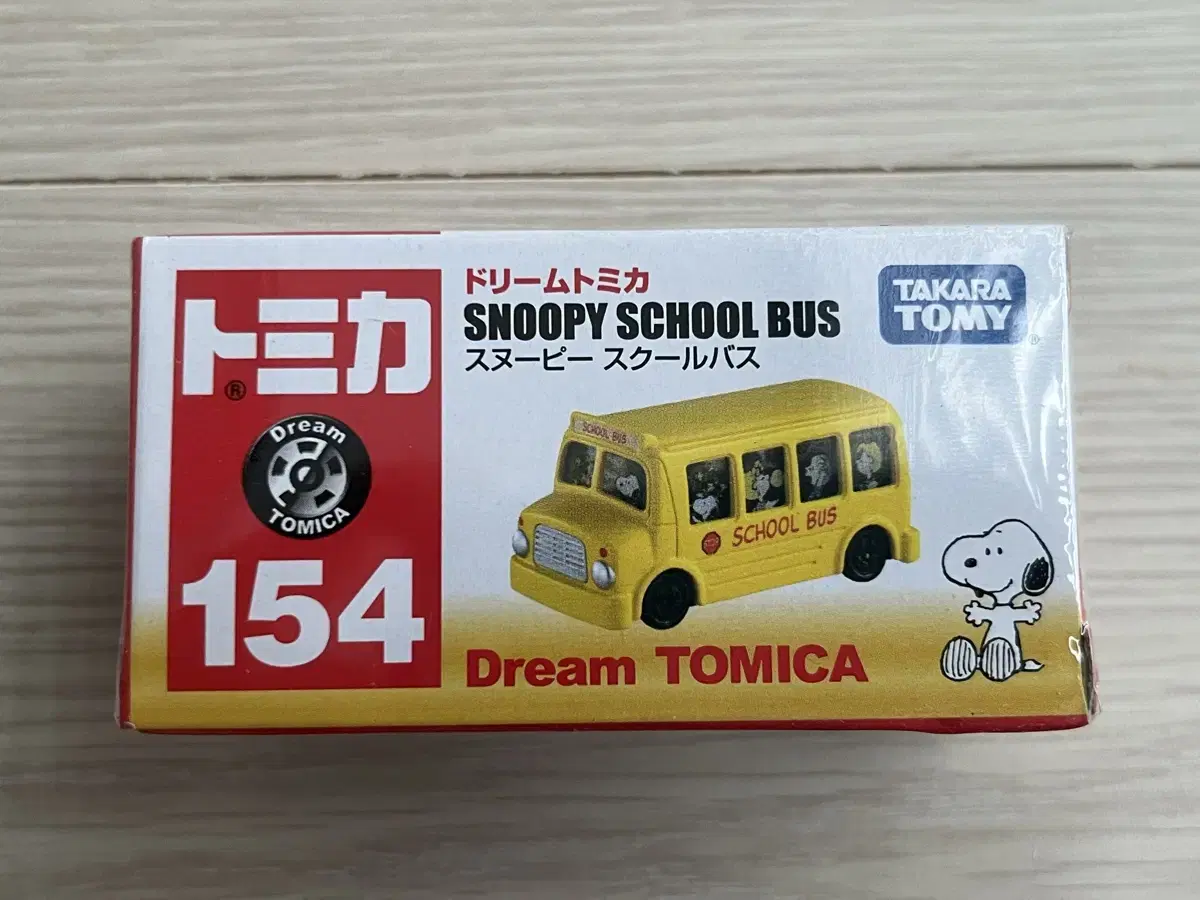 トミカ
®
Dream
TOMICA
154
ドリームトミカ
SNOOPY SCHOOL BUS
スヌーピー スクールバス
TAKARA
TOMY
®
SCHOOL BUS
SCHOOL BUS
Dream TOMICA